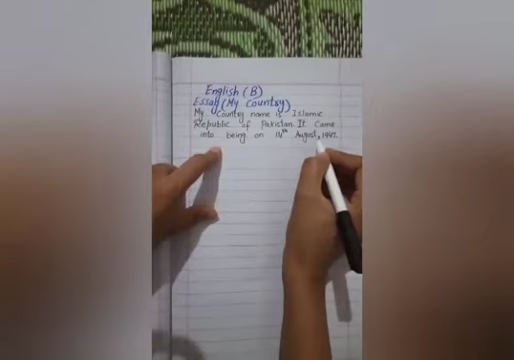 English (B)
Essay (My Country)
My Country name is Islamic
Republic of Pakistan. It Came
into being on 14th August, 1947.